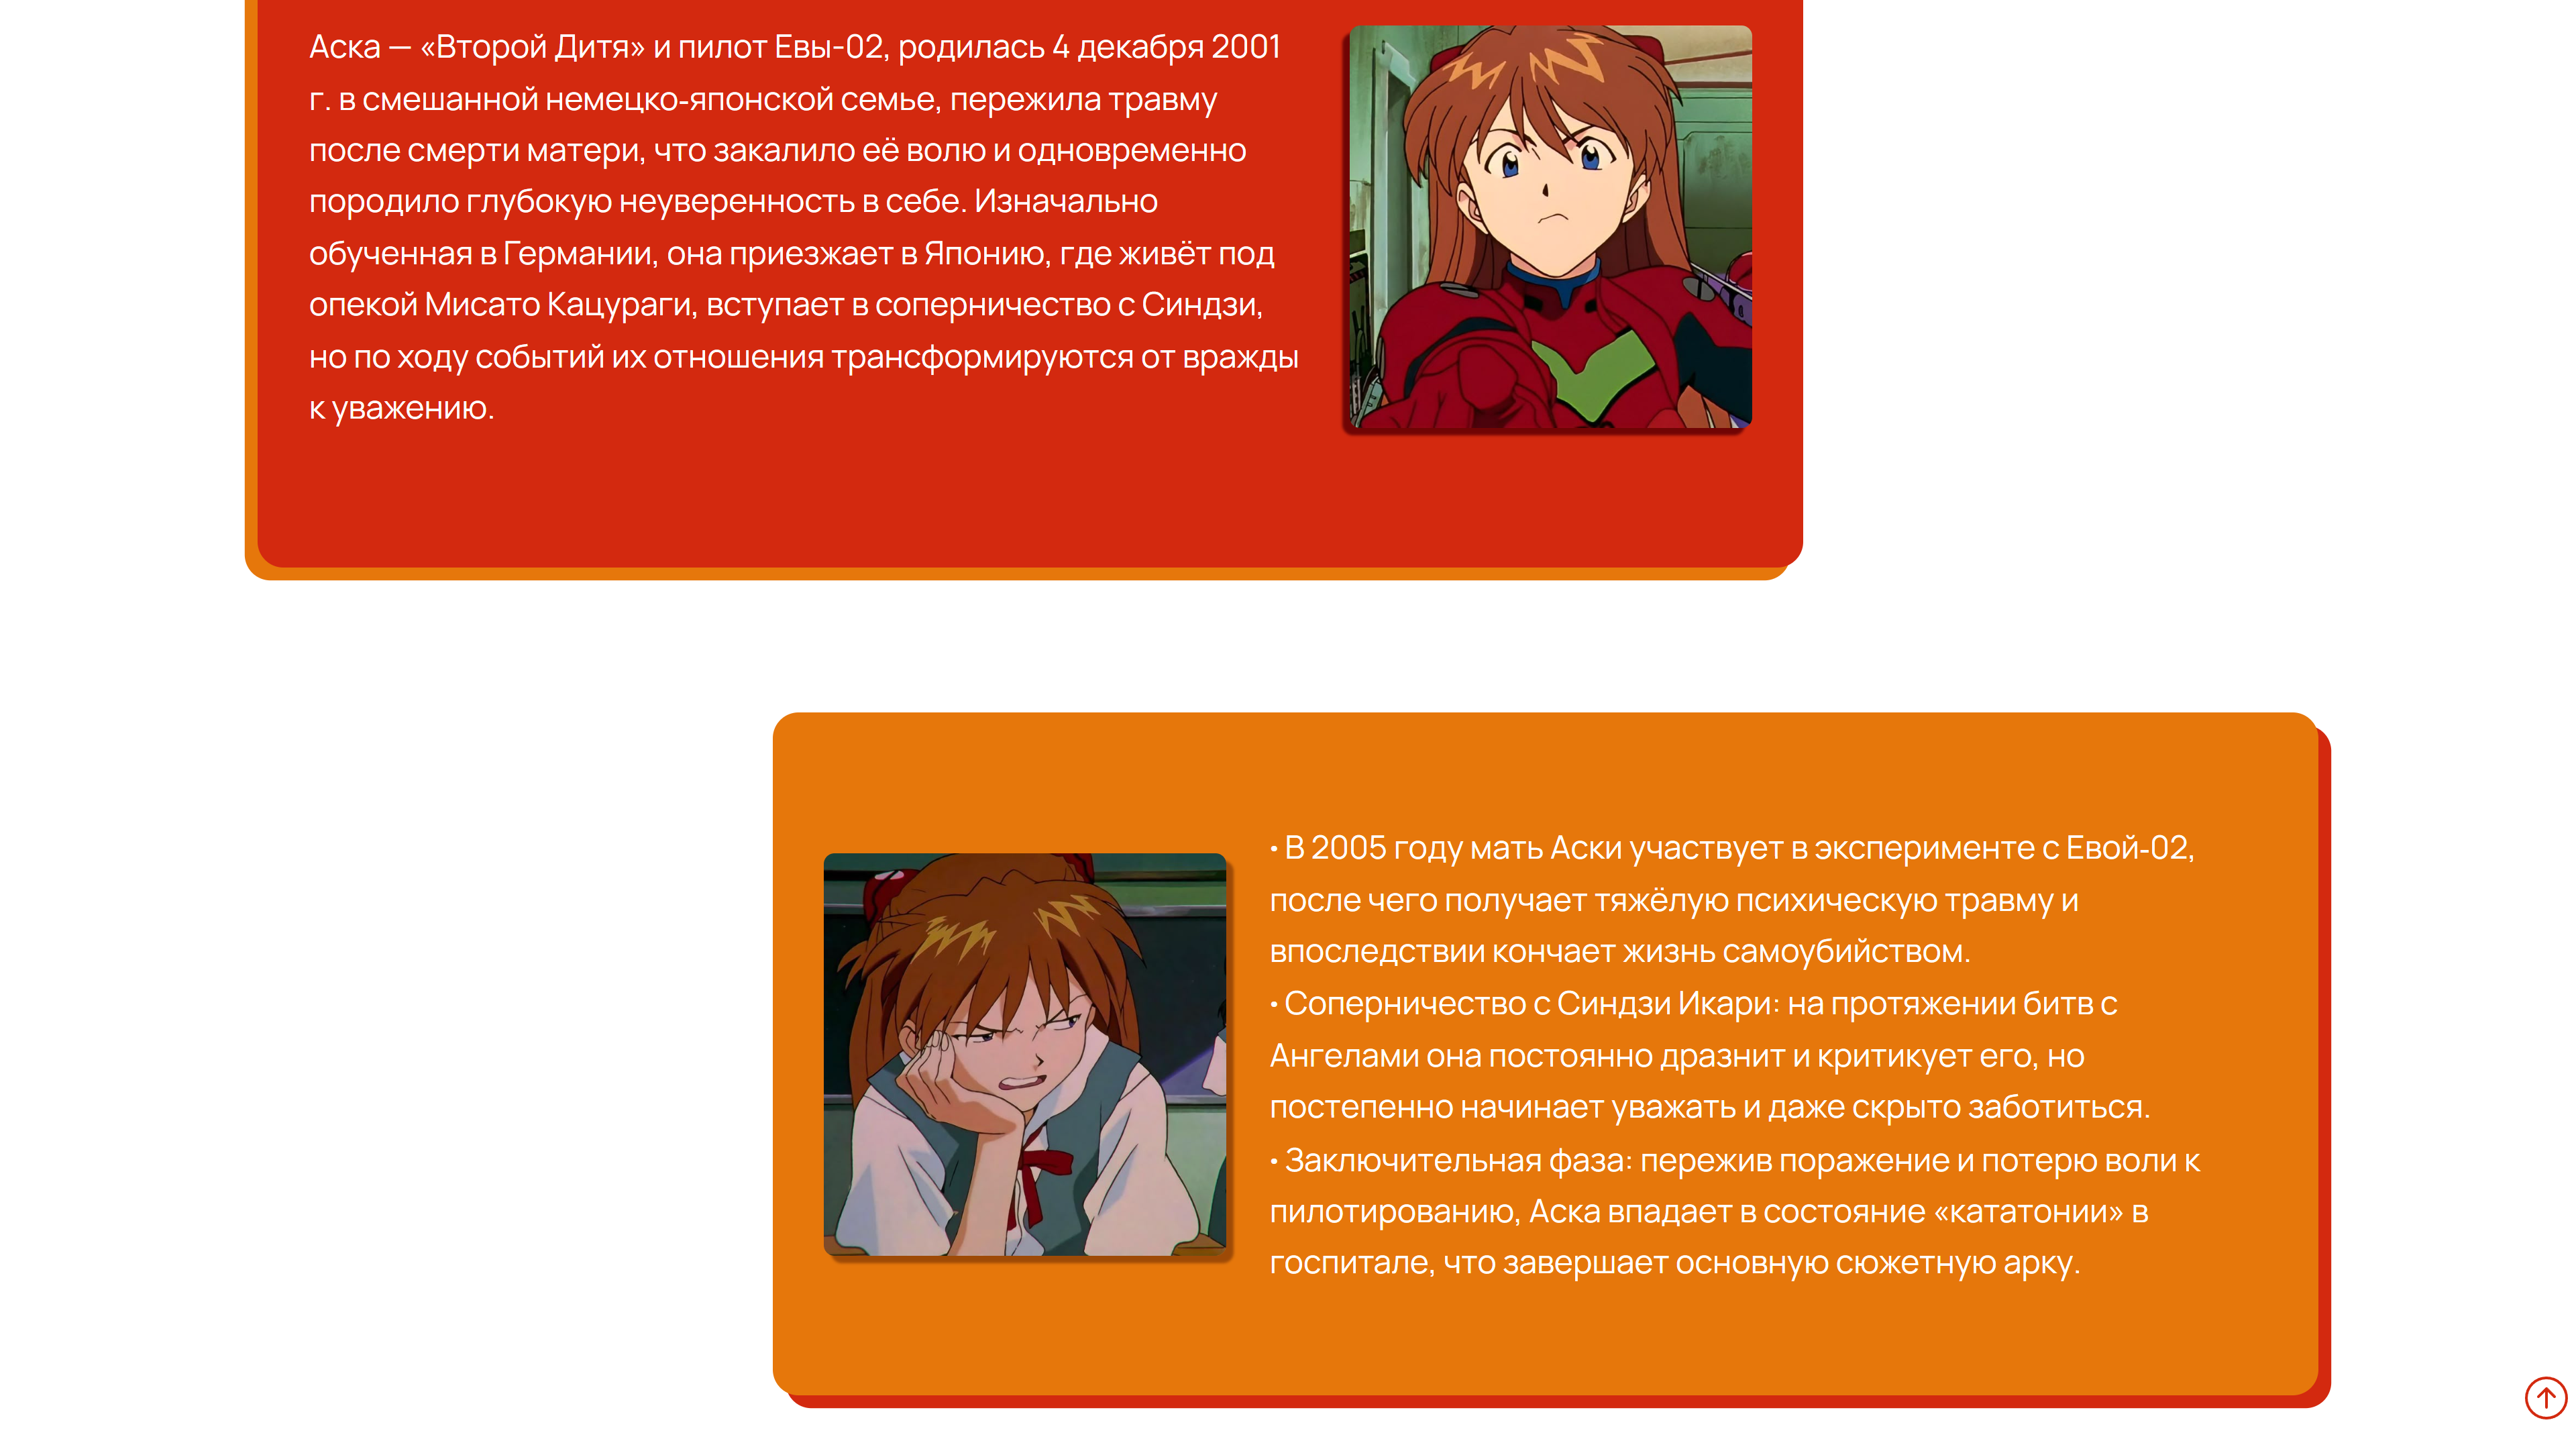 Аска — «Второй Дитя» и пилот Евы-02, родилась 4 декабря 2001
г. в смешанной немецко-японской семье, пережила травму
после смерти матери, что закалило её волю и одновременно
породило глубокую неуверенность в себе. Изначально
обученная в Германии, она приезжает в Японию, где живёт под
опекой Мисато Кацураги, вступает в соперничество с Синдзи,
но по ходу событий их отношения трансформируются от вражды
к уважению.
• В 2005 году мать Аски участвует в эксперименте с Евой-02,
после чего получает тяжёлую психическую травму и
впоследствии кончает жизнь самоубийством.
• Соперничество с Синдзи Икари: на протяжении битв с
Ангелами она постоянно дразнит и критикует его, но
постепенно начинает уважать и даже скрыто заботиться.
• Заключительная фаза: пережив поражение и потерю воли к
пилотированию, Аска впадает в состояние «кататонии» в
госпитале, что завершает основную сюжетную арку.